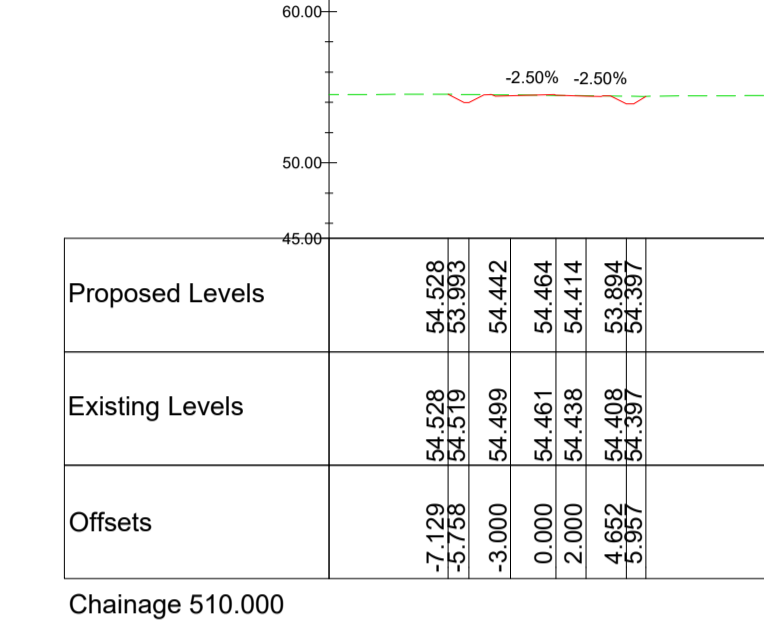 60.00
-2.50% -2.50%
50.00
45.00
Proposed Levels 54.528 53.993 54.442 54.464 54.414 53.894 54.397
Existing Levels 54.528 54.519 54.499 54.461 54.438 54.408 54.397
Offsets -7.129 -5.758 -3.000 0.000 2.000 4.652 5.957
Chainage 510.000